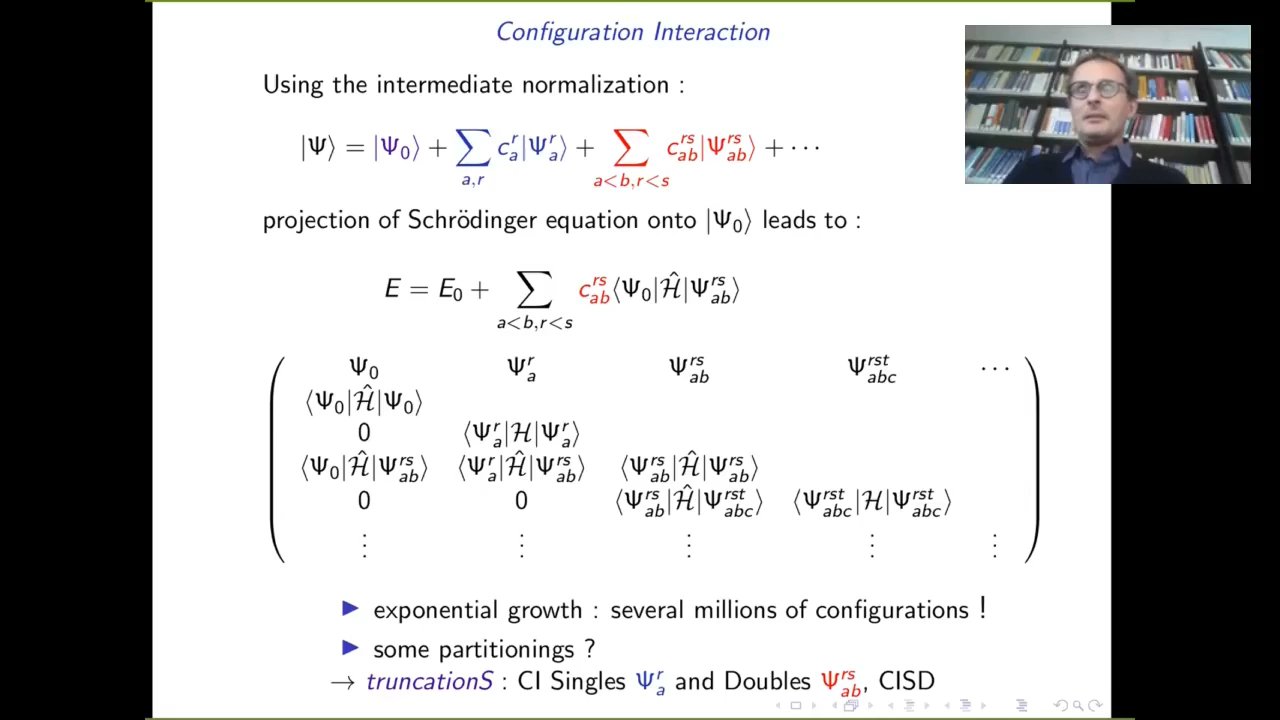 Configuration Interaction
Using the intermediate normalization :
|Ψ⟩ = |Ψ₀⟩ + ∑_{a,r} c_a^r |Ψ_a^r⟩ + ∑_{a<b,r<s} c_{ab}^{rs} |Ψ_{ab}^{rs}⟩ + ⋯
projection of Schrödinger equation onto |Ψ₀⟩ leads to :
E = E₀ + ∑_{a<b,r<s} c_{ab}^{rs} ⟨Ψ₀|Ĥ|Ψ_{ab}^{rs}⟩
Ψ₀ Ψ_a^r Ψ_{ab}^{rs} Ψ_{abc}^{rst} ⋯
⟨Ψ₀|Ĥ|Ψ₀⟩
0 ⟨Ψ_a^r|H|Ψ_a^r⟩
⟨Ψ₀|Ĥ|Ψ_{ab}^{rs}⟩ ⟨Ψ_a^r|Ĥ|Ψ_{ab}^{rs}⟩ ⟨Ψ_{ab}^{rs}|Ĥ|Ψ_{ab}^{rs}⟩
0 0 ⟨Ψ_{ab}^{rs}|Ĥ|Ψ_{abc}^{rst}⟩ ⟨Ψ_{abc}^{rst}|H|Ψ_{abc}^{rst}⟩
⋮ ⋮ ⋮ ⋮ ⋮
▶ exponential growth : several millions of configurations !
▶ some partitionings ?
→ truncationS : CI Singles Ψ_a^r and Doubles Ψ_{ab}^{rs}, CISD